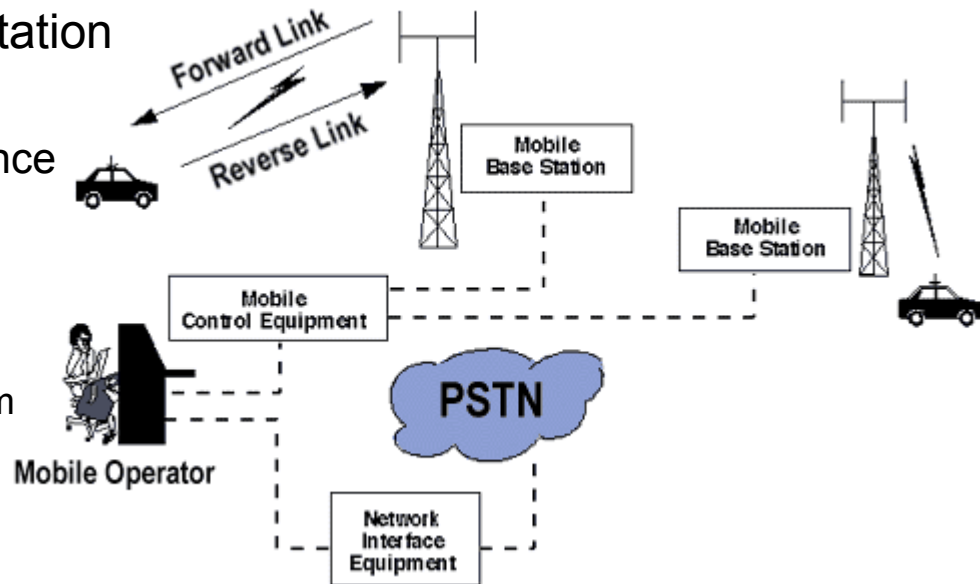 tation
Forward Link
Reverse Link
nce
Mobile
Base Station
Mobile
Base Station
Mobile
Control Equipment
m
PSTN
Mobile Operator
Network
Interface
Equipment